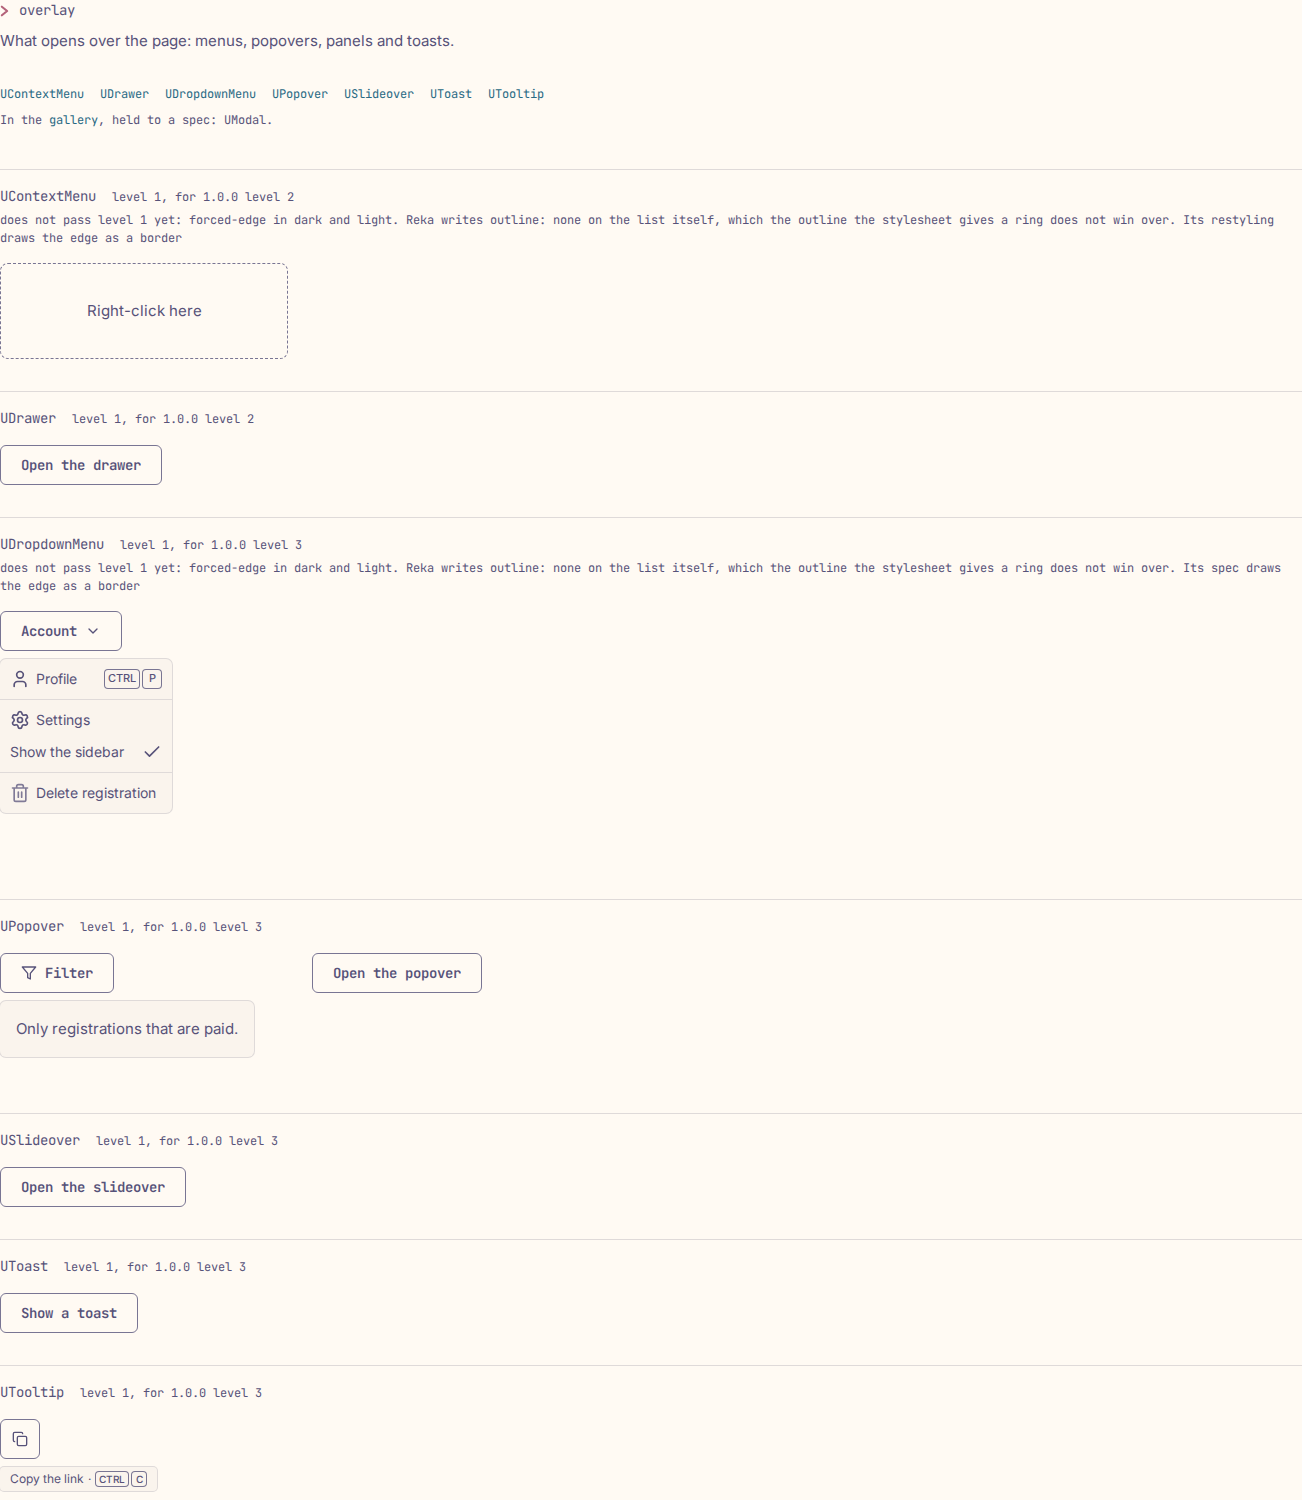 overlay
What opens over the page: menus, popovers, panels and toasts.
UContextMenu UDrawer UDropdownMenu UPopover USlideover UToast UTooltip
In the gallery, held to a spec: UModal.
UContextMenu level 1, for 1.0.0 level 2
does not pass level 1 yet: forced-edge in dark and light. Reka writes outline: none on the list itself, which the outline the stylesheet gives a ring does not win over. Its restyling
draws the edge as a border
Right-click here
UDrawer level 1, for 1.0.0 level 2
Open the drawer
UDropdownMenu level 1, for 1.0.0 level 3
does not pass level 1 yet: forced-edge in dark and light. Reka writes outline: none on the list itself, which the outline the stylesheet gives a ring does not win over. Its spec draws
the edge as a border
Account
Profile CTRL P
Settings
Show the sidebar
Delete registration
UPopover level 1, for 1.0.0 level 3
Filter Open the popover
Only registrations that are paid.
USlideover level 1, for 1.0.0 level 3
Open the slideover
UToast level 1, for 1.0.0 level 3
Show a toast
UTooltip level 1, for 1.0.0 level 3
Copy the link · CTRL C